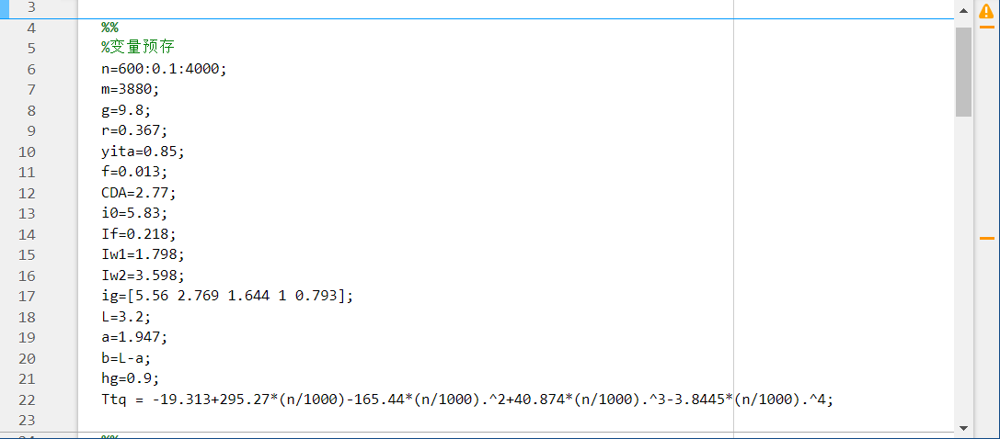 3
4 %%
5 %变量预存
6 n=600:0.1:4000;
7 m=3880;
8 g=9.8;
9 r=0.367;
10 yita=0.85;
11 f=0.013;
12 CDA=2.77;
13 i0=5.83;
14 If=0.218;
15 Iw1=1.798;
16 Iw2=3.598;
17 ig=[5.56 2.769 1.644 1 0.793];
18 L=3.2;
19 a=1.947;
20 b=L-a;
21 hg=0.9;
22 Ttq = -19.313+295.27*(n/1000)-165.44*(n/1000).^2+40.874*(n/1000).^3-3.8445*(n/1000).^4;
23